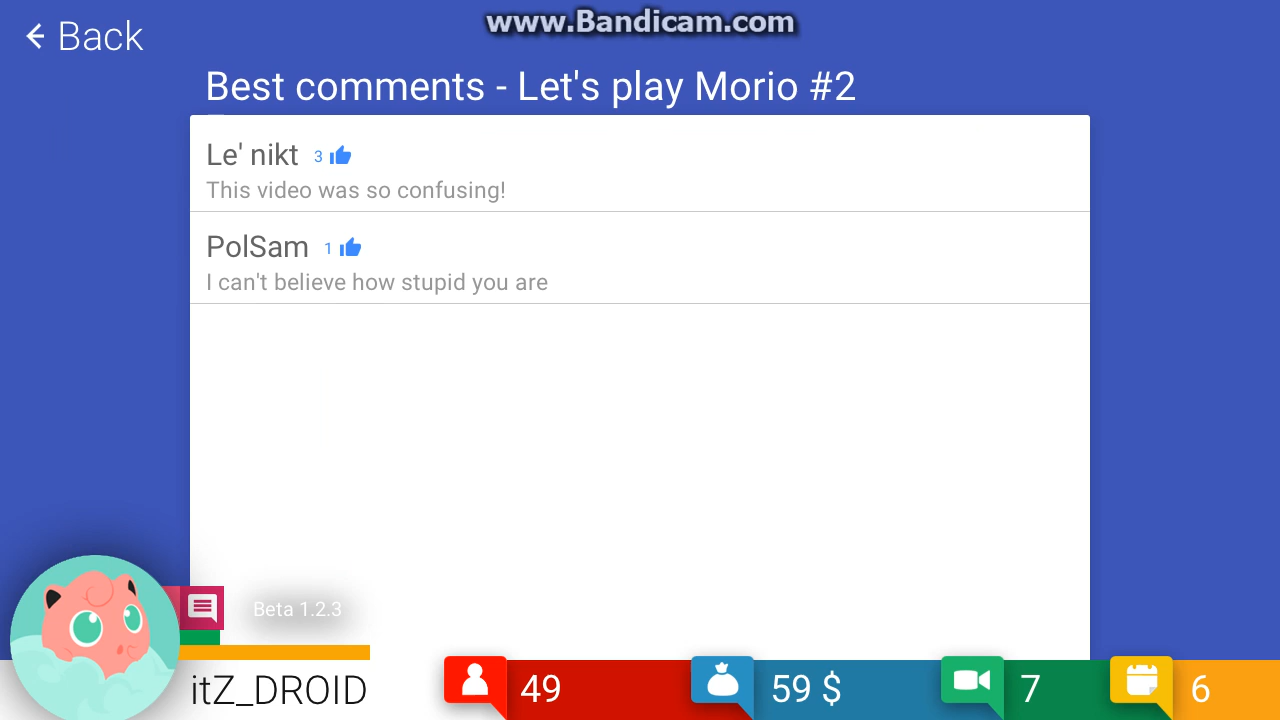 www.Bandicam.com
Back
Best comments - Let's play Morio #2
Le' nikt 3
This video was so confusing!
PolSam 1
I can't believe how stupid you are
Beta 1.2.3
itZ_DROID 49 59 $ 7 6